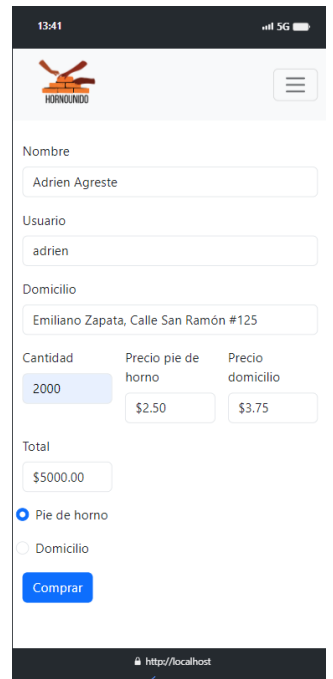 13:41
5G
HORNOUNIDO
Nombre
Adrien Agreste
Usuario
adrien
Domicilio
Emiliano Zapata, Calle San Ramón #125
Cantidad
2000
Precio pie de
horno
$2.50
Precio
domicilio
$3.75
Total
$5000.00
Pie de horno
Domicilio
Comprar
http://localhost